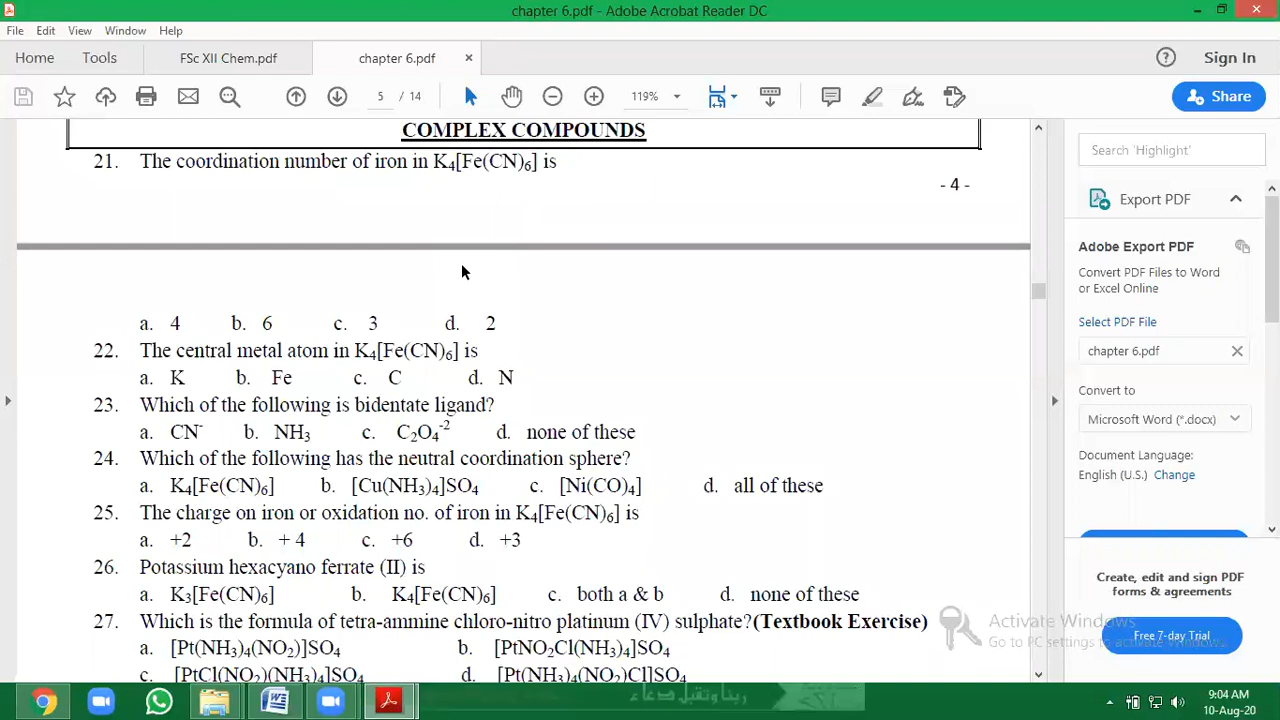 chapter 6.pdf - Adobe Acrobat Reader DC
File Edit View Window Help
Home Tools FSc XII Chem.pdf chapter 6.pdf × Sign In
5 / 14 119% Share
COMPLEX COMPOUNDS
21. The coordination number of iron in K₄[Fe(CN)₆] is
- 4 -
a. 4 b. 6 c. 3 d. 2
22. The central metal atom in K₄[Fe(CN)₆] is
a. K b. Fe c. C d. N
23. Which of the following is bidentate ligand?
a. CN⁻ b. NH₃ c. C₂O₄⁻² d. none of these
24. Which of the following has the neutral coordination sphere?
a. K₄[Fe(CN)₆] b. [Cu(NH₃)₄]SO₄ c. [Ni(CO)₄] d. all of these
25. The charge on iron or oxidation no. of iron in K₄[Fe(CN)₆] is
a. +2 b. + 4 c. +6 d. +3
26. Potassium hexacyano ferrate (II) is
a. K₃[Fe(CN)₆] b. K₄[Fe(CN)₆] c. both a & b d. none of these
27. Which is the formula of tetra-ammine chloro-nitro platinum (IV) sulphate?(Textbook Exercise)
a. [Pt(NH₃)₄(NO₂)]SO₄ b. [PtNO₂Cl(NH₃)₄]SO₄
c. [PtCl(NO₂)(NH₃)₄]SO₄ d. [Pt(NH₃)₄(NO₂)Cl]SO₄
Search 'Highlight'
Export PDF
Adobe Export PDF
Convert PDF Files to Word
or Excel Online
Select PDF File
chapter 6.pdf
Convert to
Microsoft Word (*.docx)
Document Language:
English (U.S.) Change
Create, edit and sign PDF
forms & agreements
Free 7-day Trial
Activate Windows
Go to PC settings to activate Windows.
ربنا وتقبل دعاء
9:04 AM
10-Aug-20